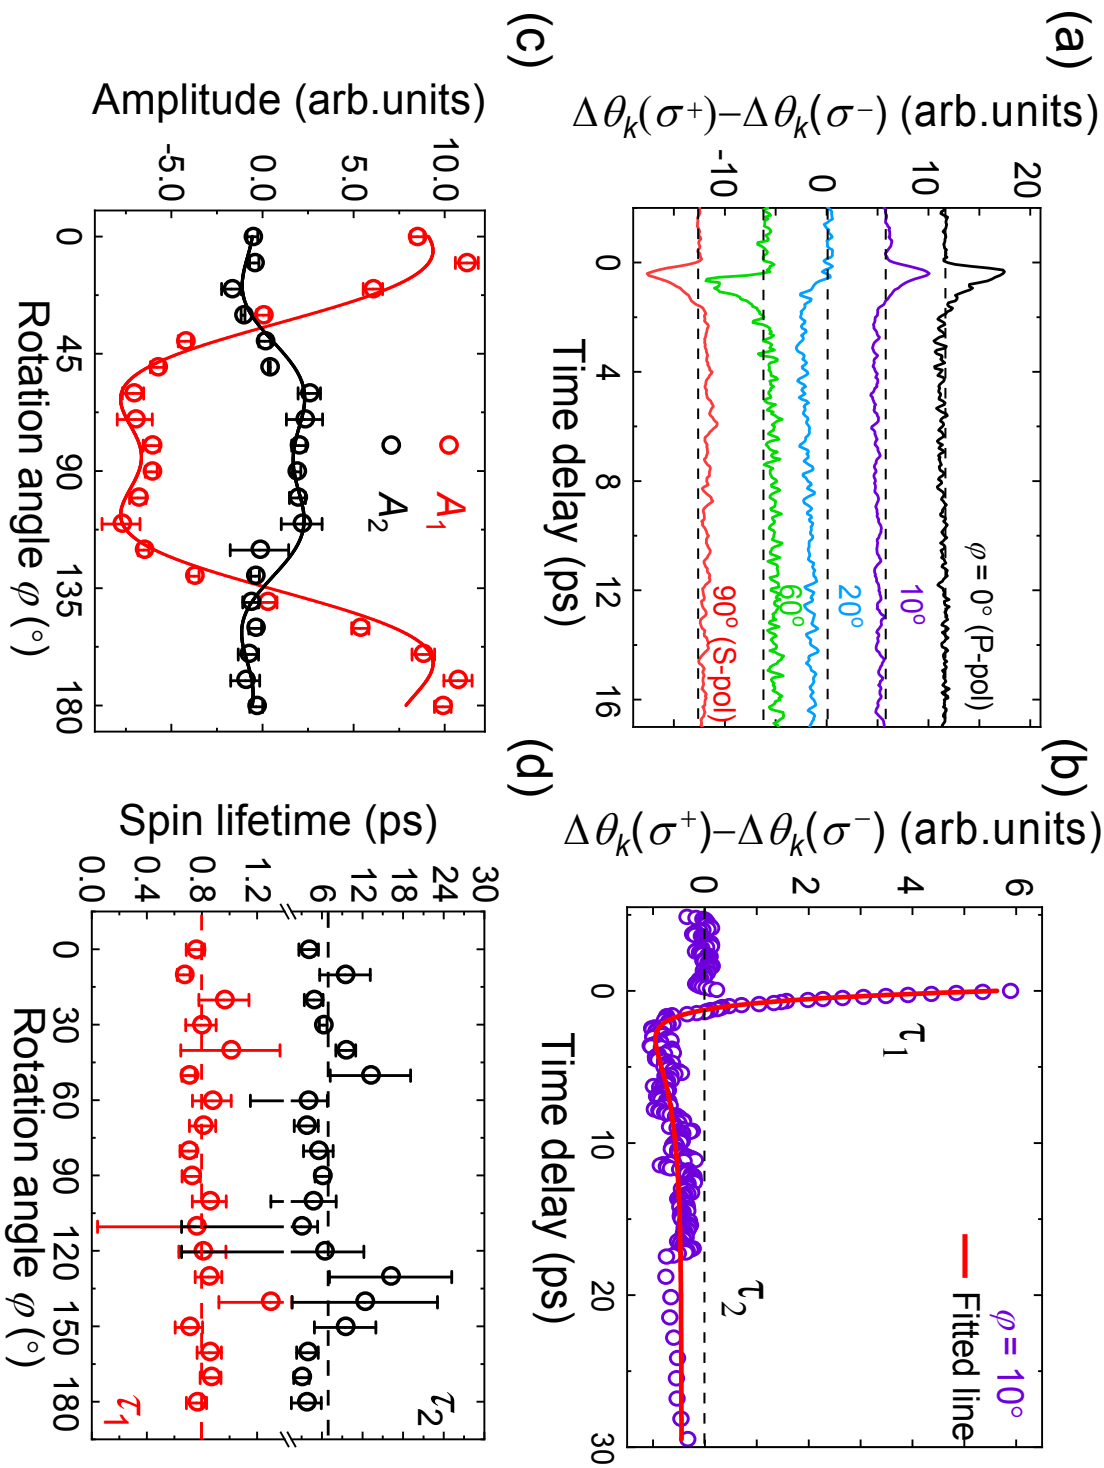 (a)
Δθk(σ⁺)−Δθk(σ⁻) (arb.units)
20
10
0
-10
0
4
8
12
16
Time delay (ps)
φ = 0° (P-pol)
10°
20°
60°
90° (S-pol)
(b)
Δθk(σ⁺)−Δθk(σ⁻) (arb.units)
6
4
2
0
0
10
20
30
Time delay (ps)
φ = 10°
Fitted line
τ1
τ2
(c)
Amplitude (arb.units)
10.0
5.0
0.0
-5.0
0
45
90
135
180
Rotation angle φ (°)
A1
A2
(d)
Spin lifetime (ps)
30
24
18
12
6
1.2
0.8
0.0
0
30
60
90
120
150
180
Rotation angle φ (°)
τ2
τ1